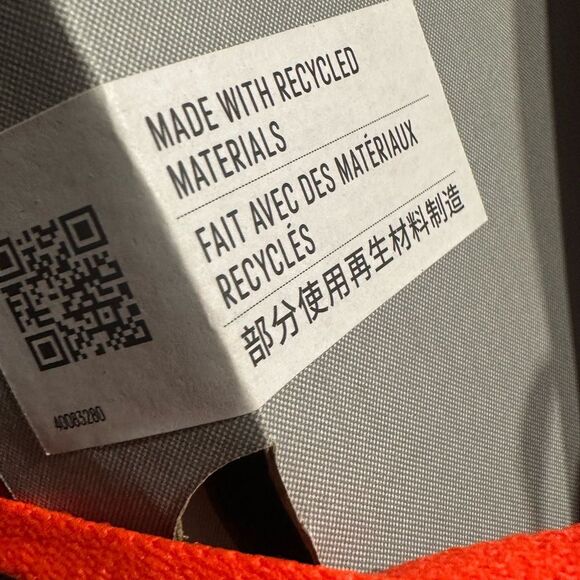 MADE WITH RECYCLED
MATERIALS
FAIT AVEC DES MATÉRIAUX
RECYCLÉS
部分使用再生材料制造
40083280